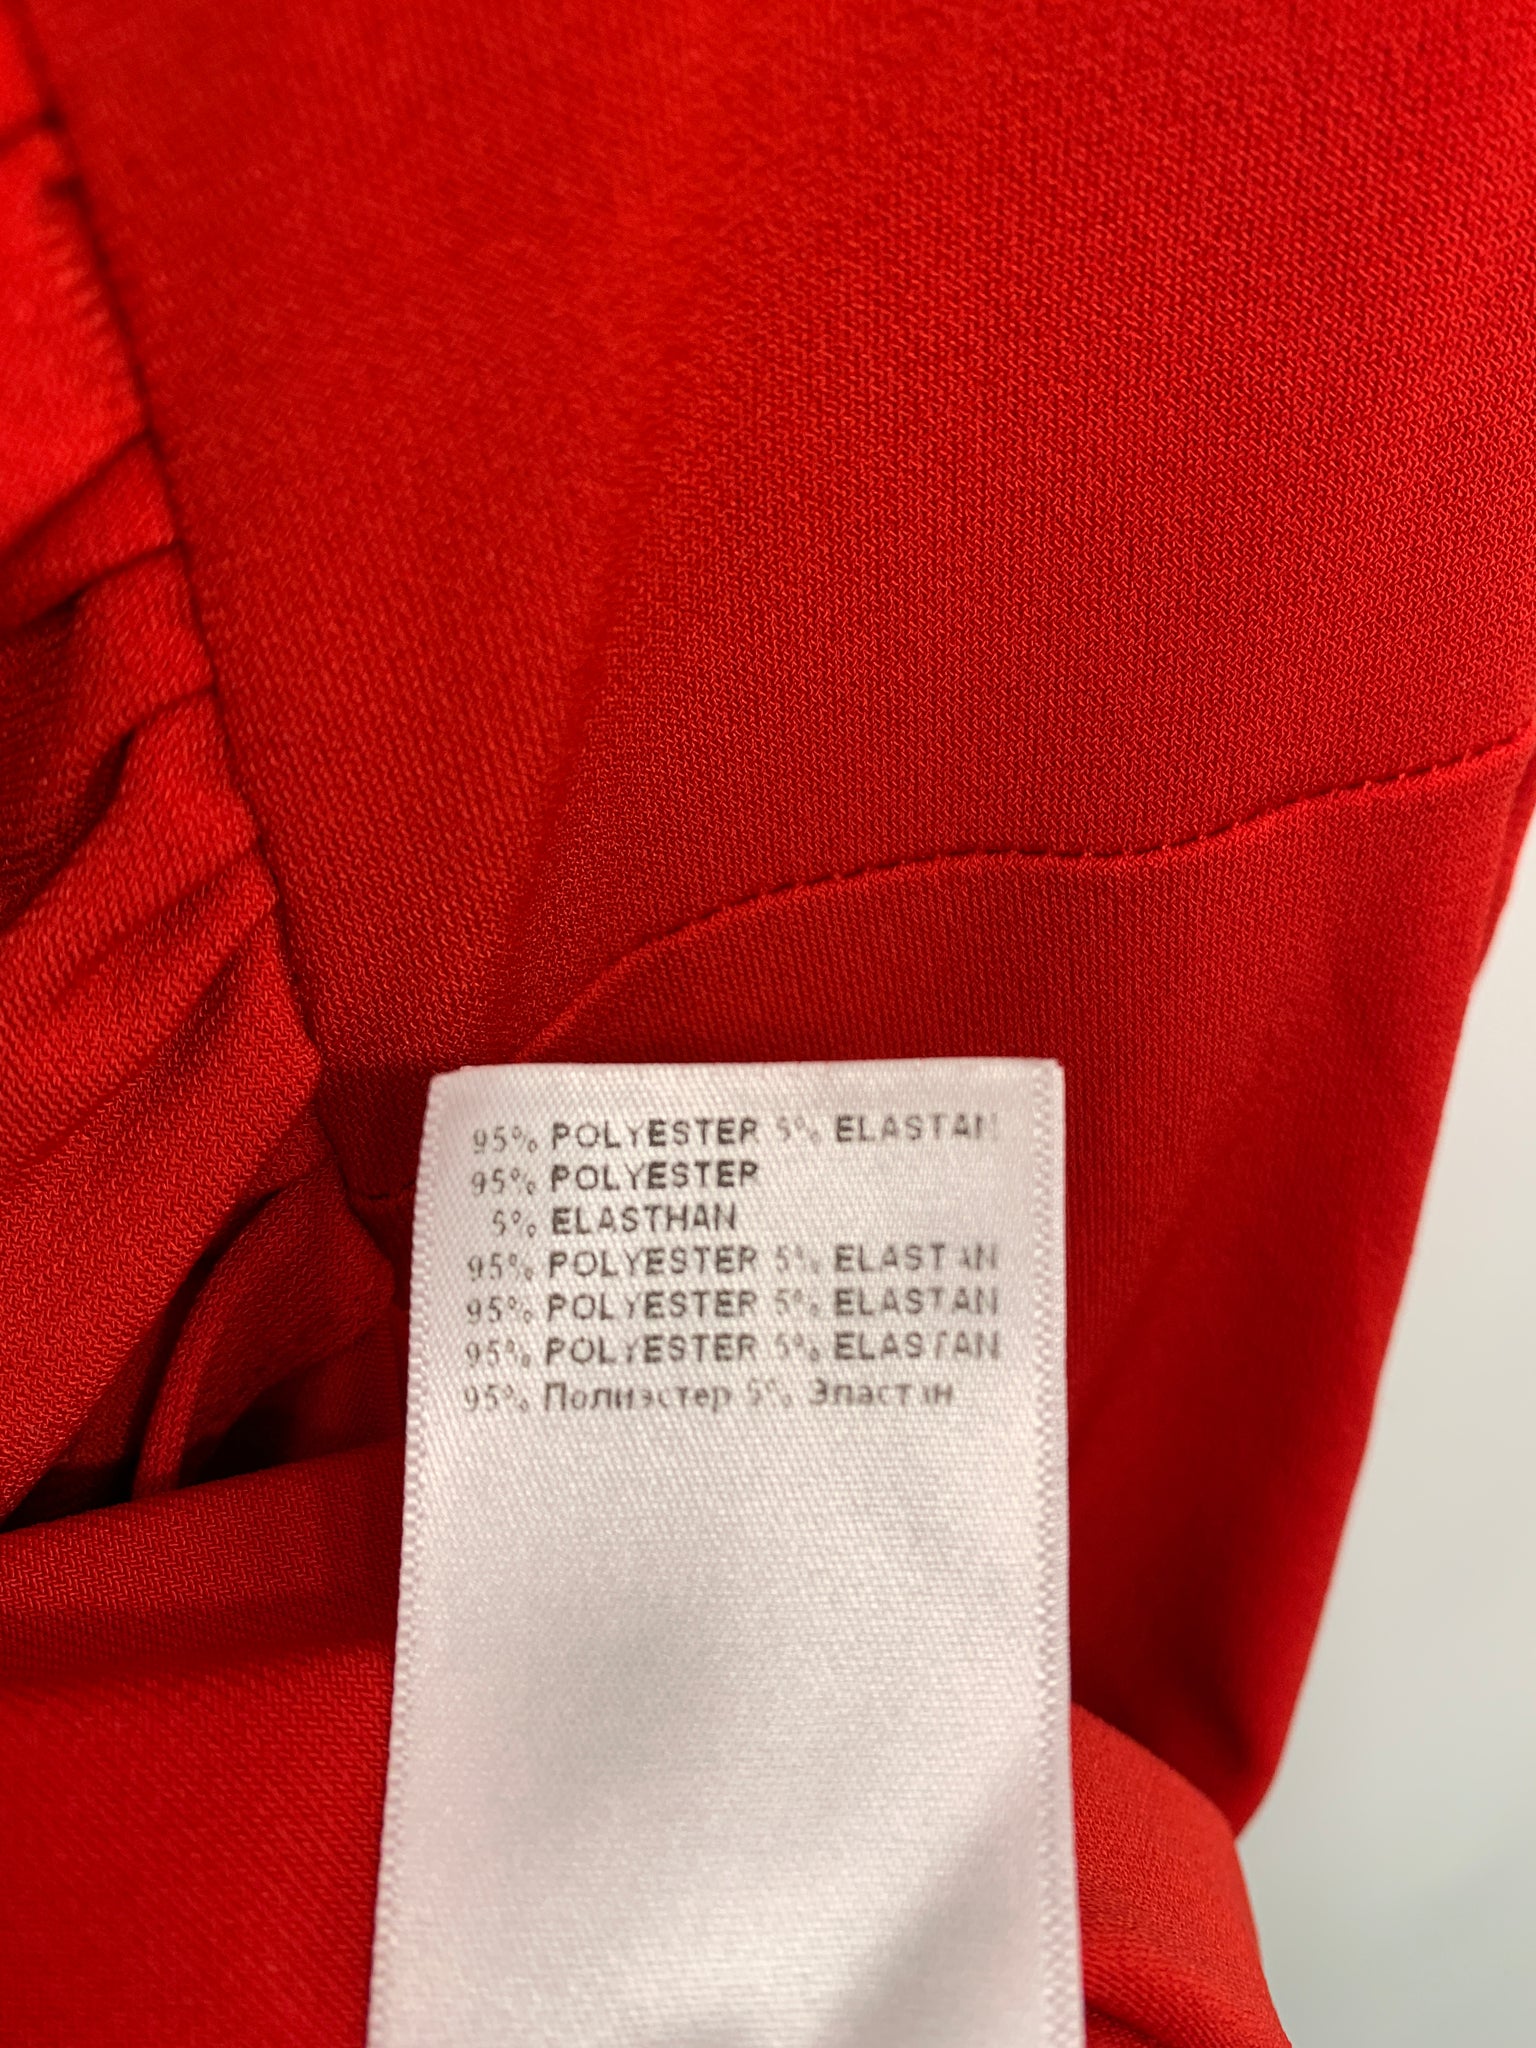 95% POLYESTER 5% ELASTAN
95% POLYESTER
5% ELASTHAN
95% POLYESTER 5% ELASTAN
95% POLYESTER 5% ELASTAN
95% POLYESTER 5% ELASTAN
95% Полиэстер 5% Эластан